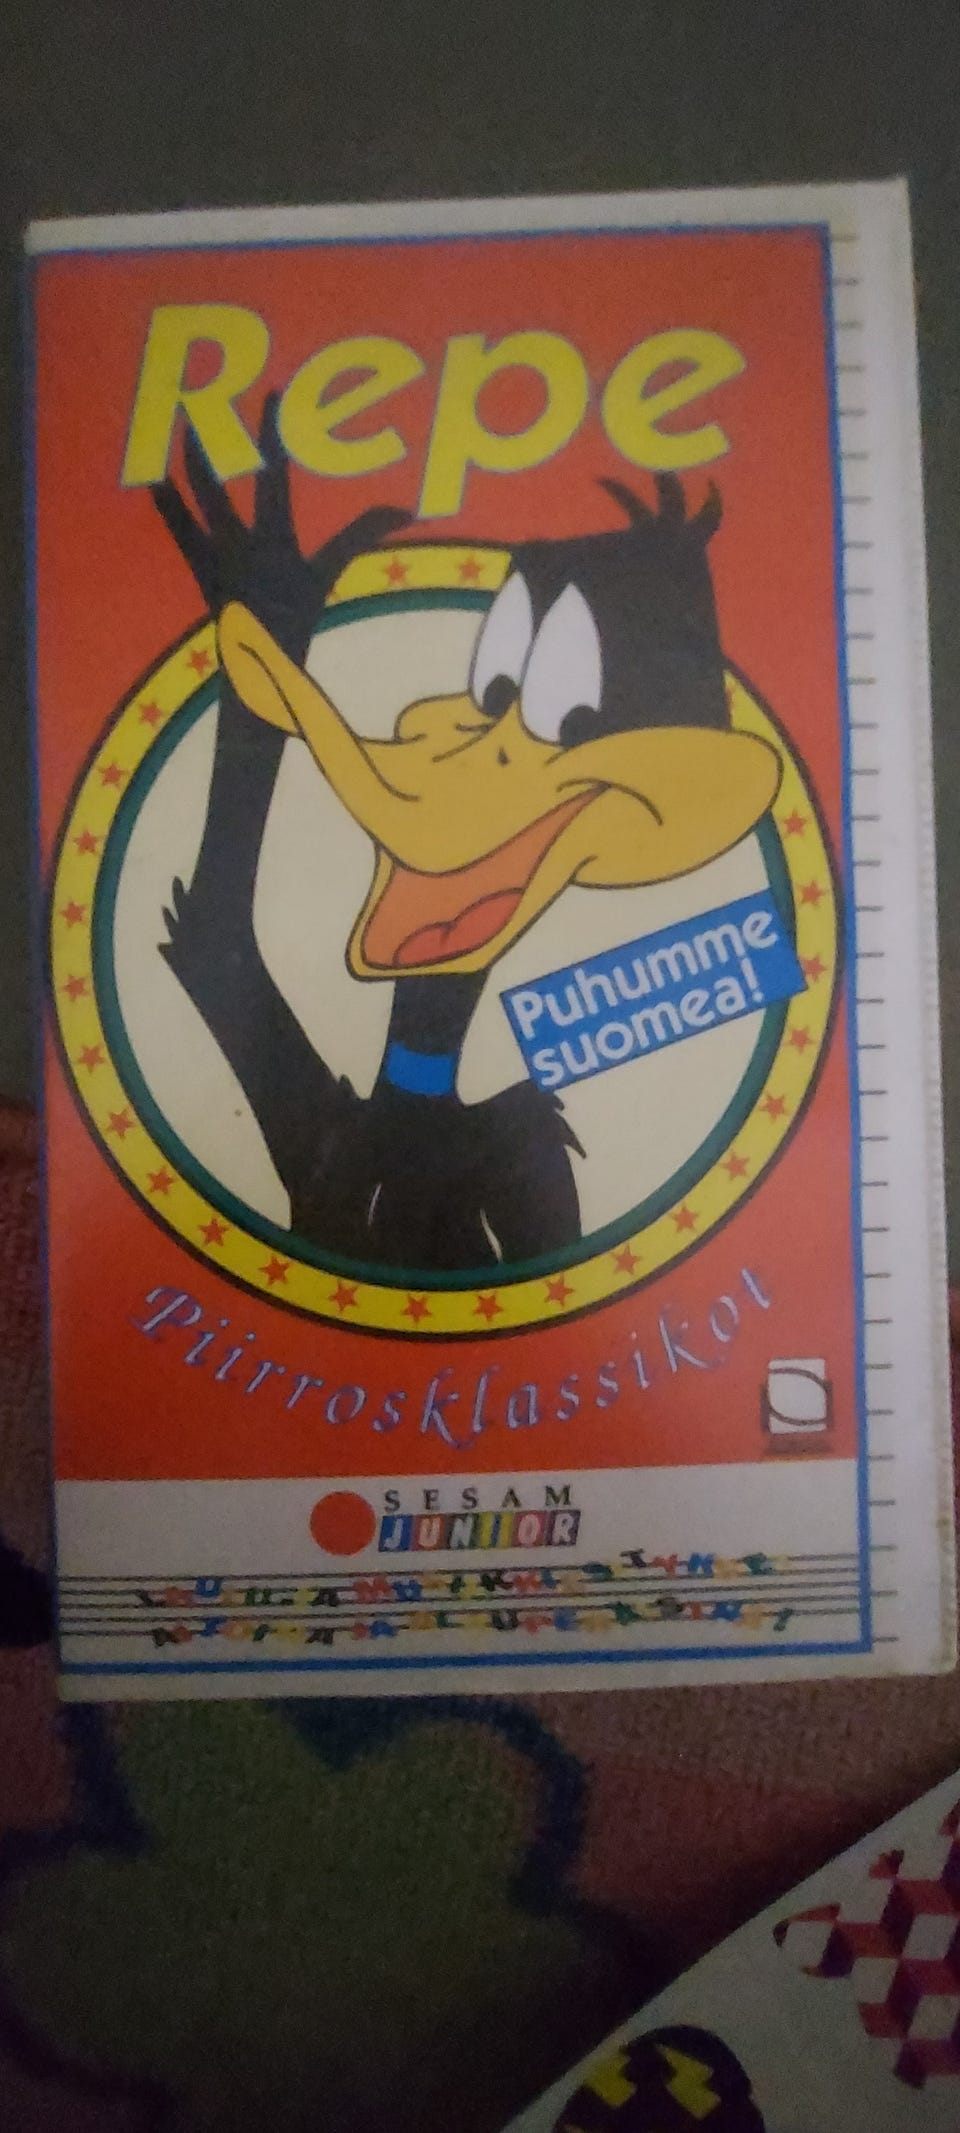 Repe
Puhumme
suomea!
Piirrosklassikot
SESAM
JUNIOR